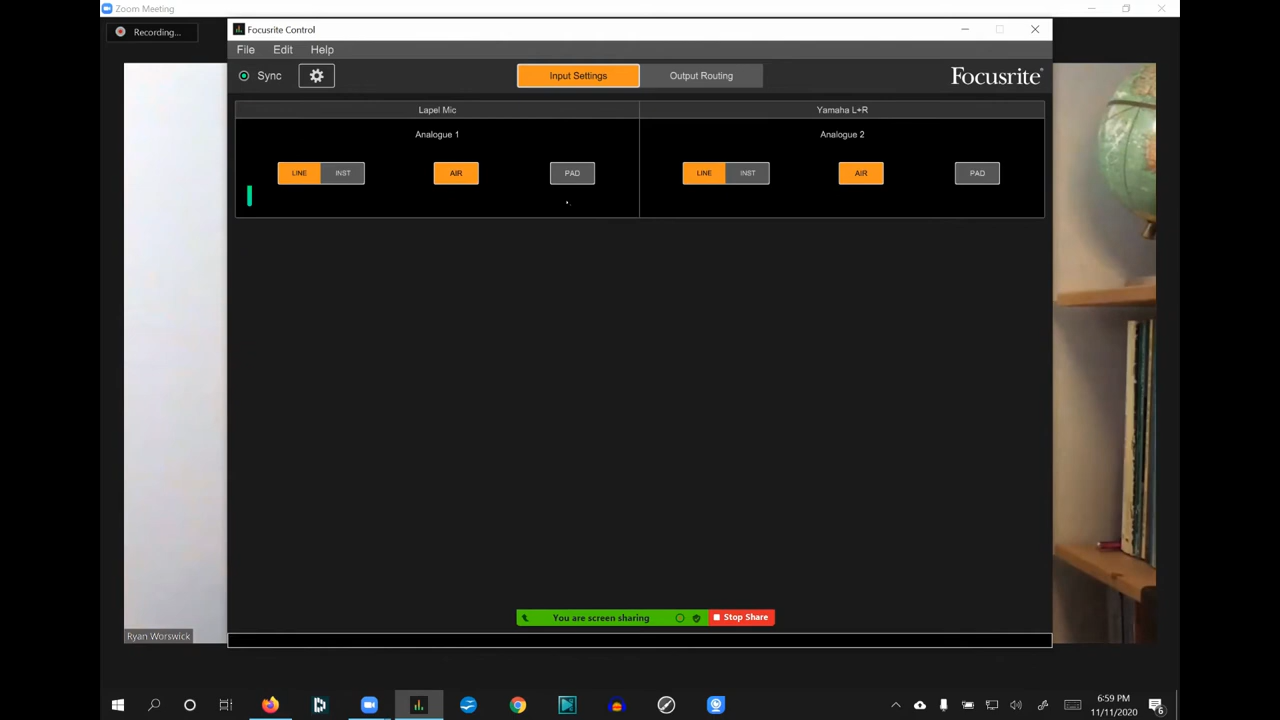 Zoom Meeting
Recording...
Focusrite Control
File Edit Help
Sync
Input Settings Output Routing
Focusrite
Lapel Mic Yamaha L+R
Analogue 1 Analogue 2
LINE INST AIR PAD LINE INST AIR PAD
You are screen sharing Stop Share
Ryan Worswick
6:59 PM
11/11/2020
6